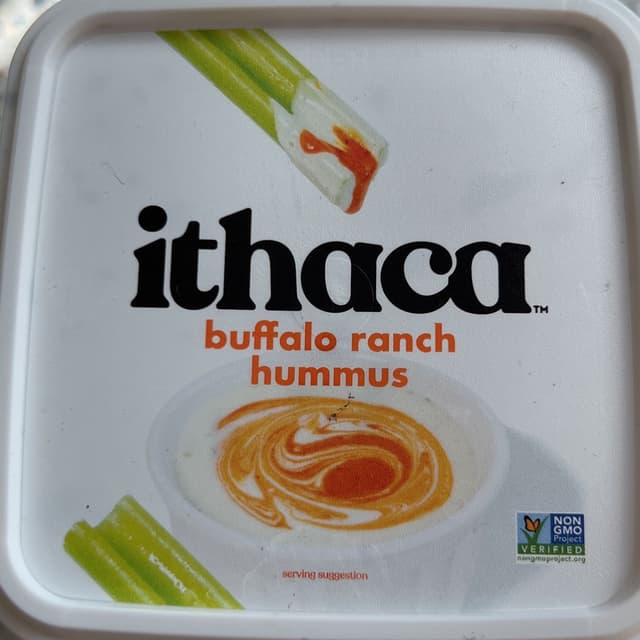 ithaca™
buffalo ranch
hummus
NON
GMO
Project
VERIFIED
nongmoproject.org
serving suggestion